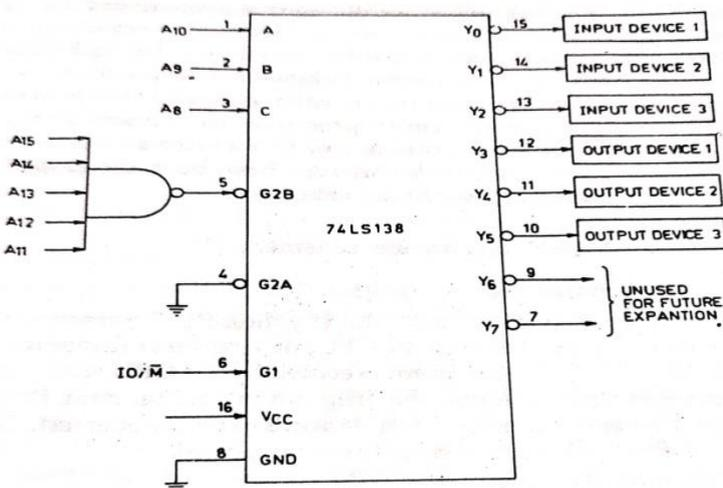 A10 1 A Y0 15 INPUT DEVICE 1
A9 2 B Y1 14 INPUT DEVICE 2
A8 3 C Y2 13 INPUT DEVICE 3
Y3 12 OUTPUT DEVICE 1
A15
A14
A13 5 G2B Y4 11 OUTPUT DEVICE 2
A12
A11
74LS138
Y5 10 OUTPUT DEVICE 3
4 G2A Y6 9
UNUSED
FOR FUTURE
EXPANTION
Y7 7
IO/M̅ 6 G1
16 VCC
8 GND